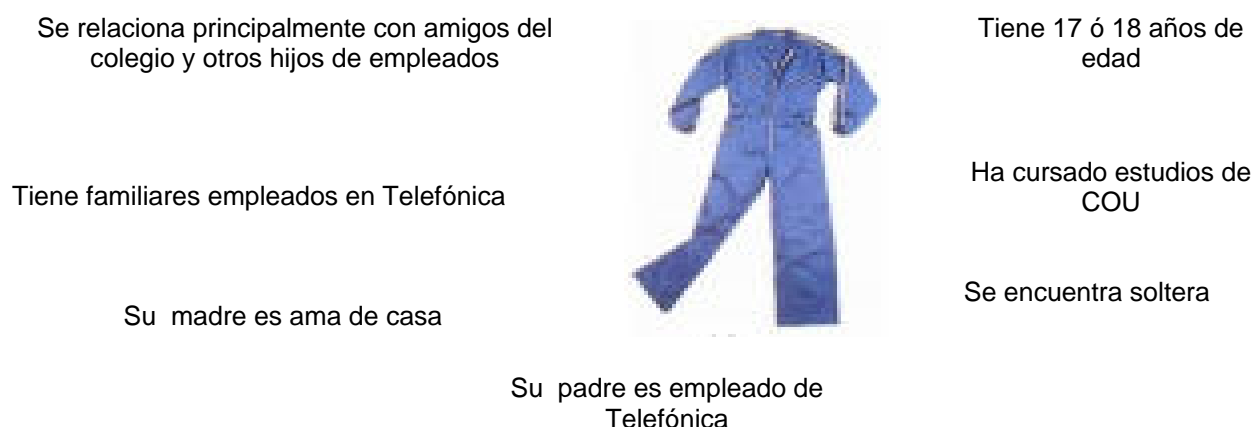 Se relaciona principalmente con amigos del
colegio y otros hijos de empleados
Tiene 17 ó 18 años de
edad
Tiene familiares empleados en Telefónica
Ha cursado estudios de
COU
Su madre es ama de casa
Se encuentra soltera
Su padre es empleado de
Telefónica